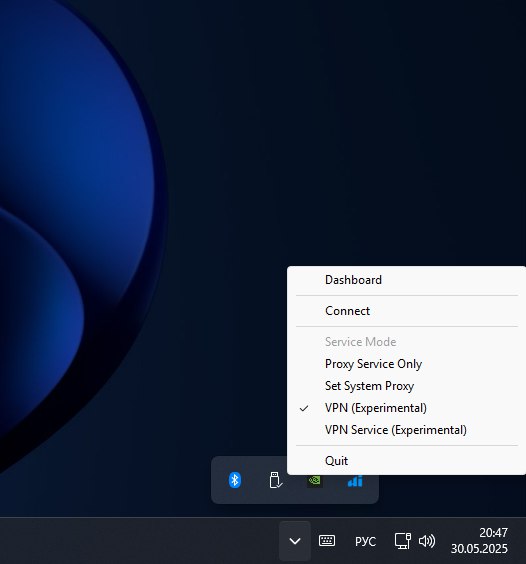 Dashboard
Connect
Service Mode
Proxy Service Only
Set System Proxy
VPN (Experimental)
VPN Service (Experimental)
Quit
РУС
20:47
30.05.2025